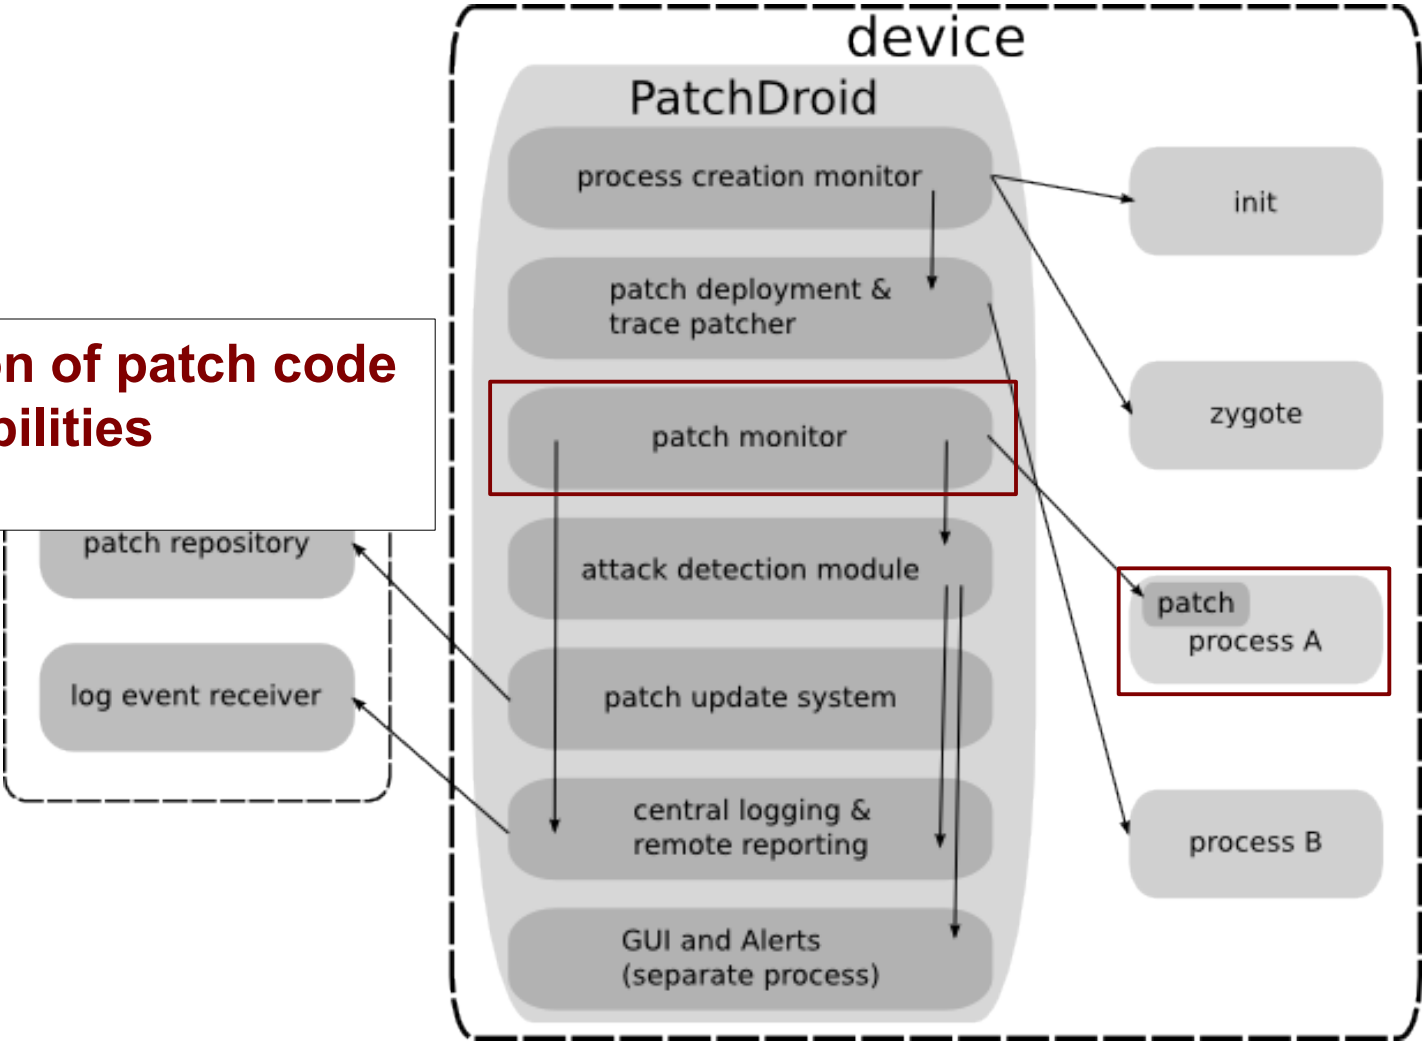 device
PatchDroid
process creation monitor
init
patch deployment &
trace patcher
of patch code
zygote
patch monitor
patch repository
attack detection module
patch
process A
log event receiver
patch update system
central logging &
remote reporting
process B
GUI and Alerts
(separate process)